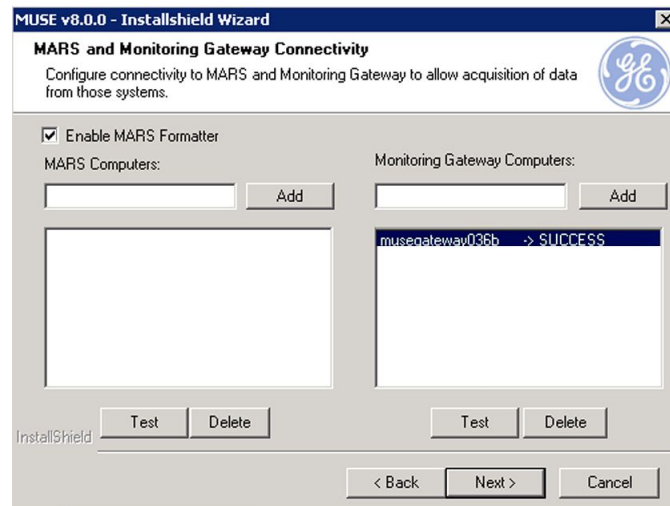 MUSE v8.0.0 - Installshield Wizard
MARS and Monitoring Gateway Connectivity
Configure connectivity to MARS and Monitoring Gateway to allow acquisition of data
from those systems.
GE
Enable MARS Formatter
MARS Computers:
Add
Monitoring Gateway Computers:
Add
musegateway036b -> SUCCESS
Test
Delete
Test
Delete
InstallShield
< Back
Next >
Cancel